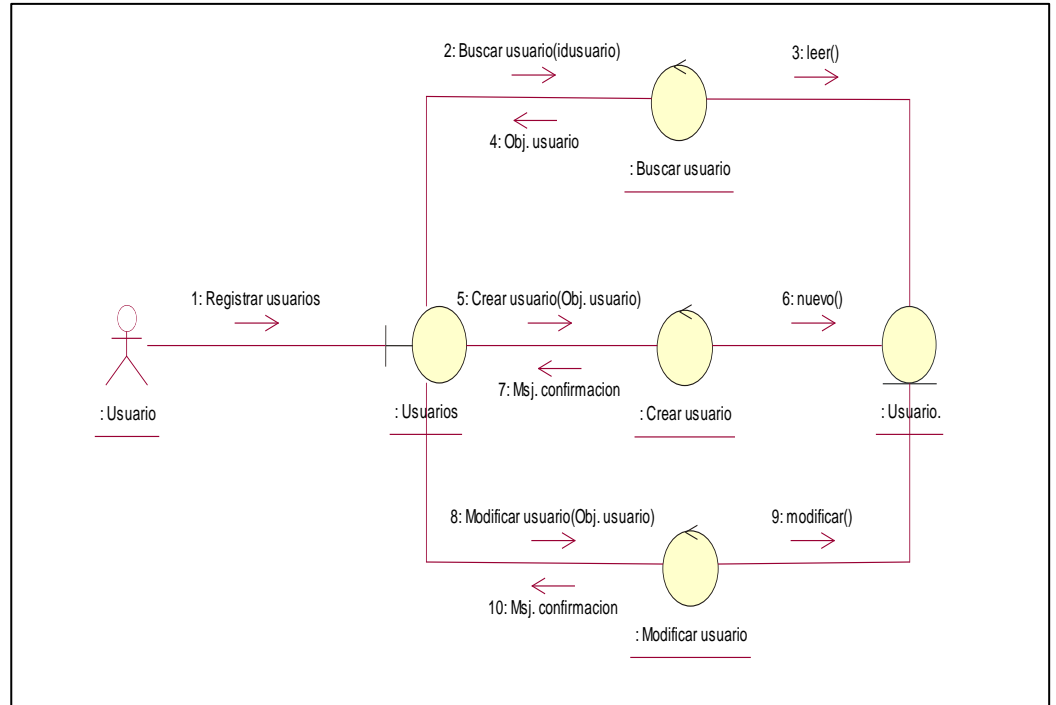 2: Buscar usuario(idusuario)
3: leer()
4: Obj. usuario
: Buscar usuario
1: Registrar usuarios
5: Crear usuario(Obj. usuario)
6: nuevo()
7: Msj. confirmacion
: Usuario
: Usuarios
: Crear usuario
: Usuario.
8: Modificar usuario(Obj. usuario)
9: modificar()
10: Msj. confirmacion
: Modificar usuario